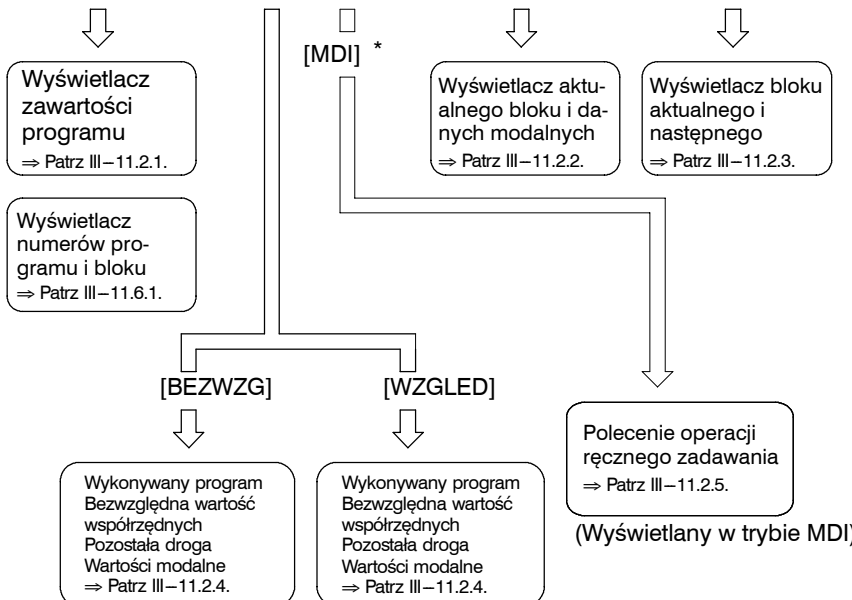 [MDI] *
Wyświetlacz
zawartości
programu
⇒ Patrz III−11.2.1.
Wyświetlacz aktu-
alnego bloku i da-
nych modalnych
⇒ Patrz III−11.2.2.
Wyświetlacz bloku
aktualnego i
następnego
⇒ Patrz III−11.2.3.
Wyświetlacz
numerów pro-
gramu i bloku
⇒ Patrz III−11.6.1.
[BEZWZG]
[WZGLED]
Wykonywany program
Bezwzględna wartość
współrzędnych
Pozostała droga
Wartości modalne
⇒ Patrz III−11.2.4.
Wykonywany program
Bezwzględna wartość
współrzędnych
Pozostała droga
Wartości modalne
⇒ Patrz III−11.2.4.
Polecenie operacji
ręcznego zadawania
⇒ Patrz III−11.2.5.
(Wyświetlany w trybie MDI)